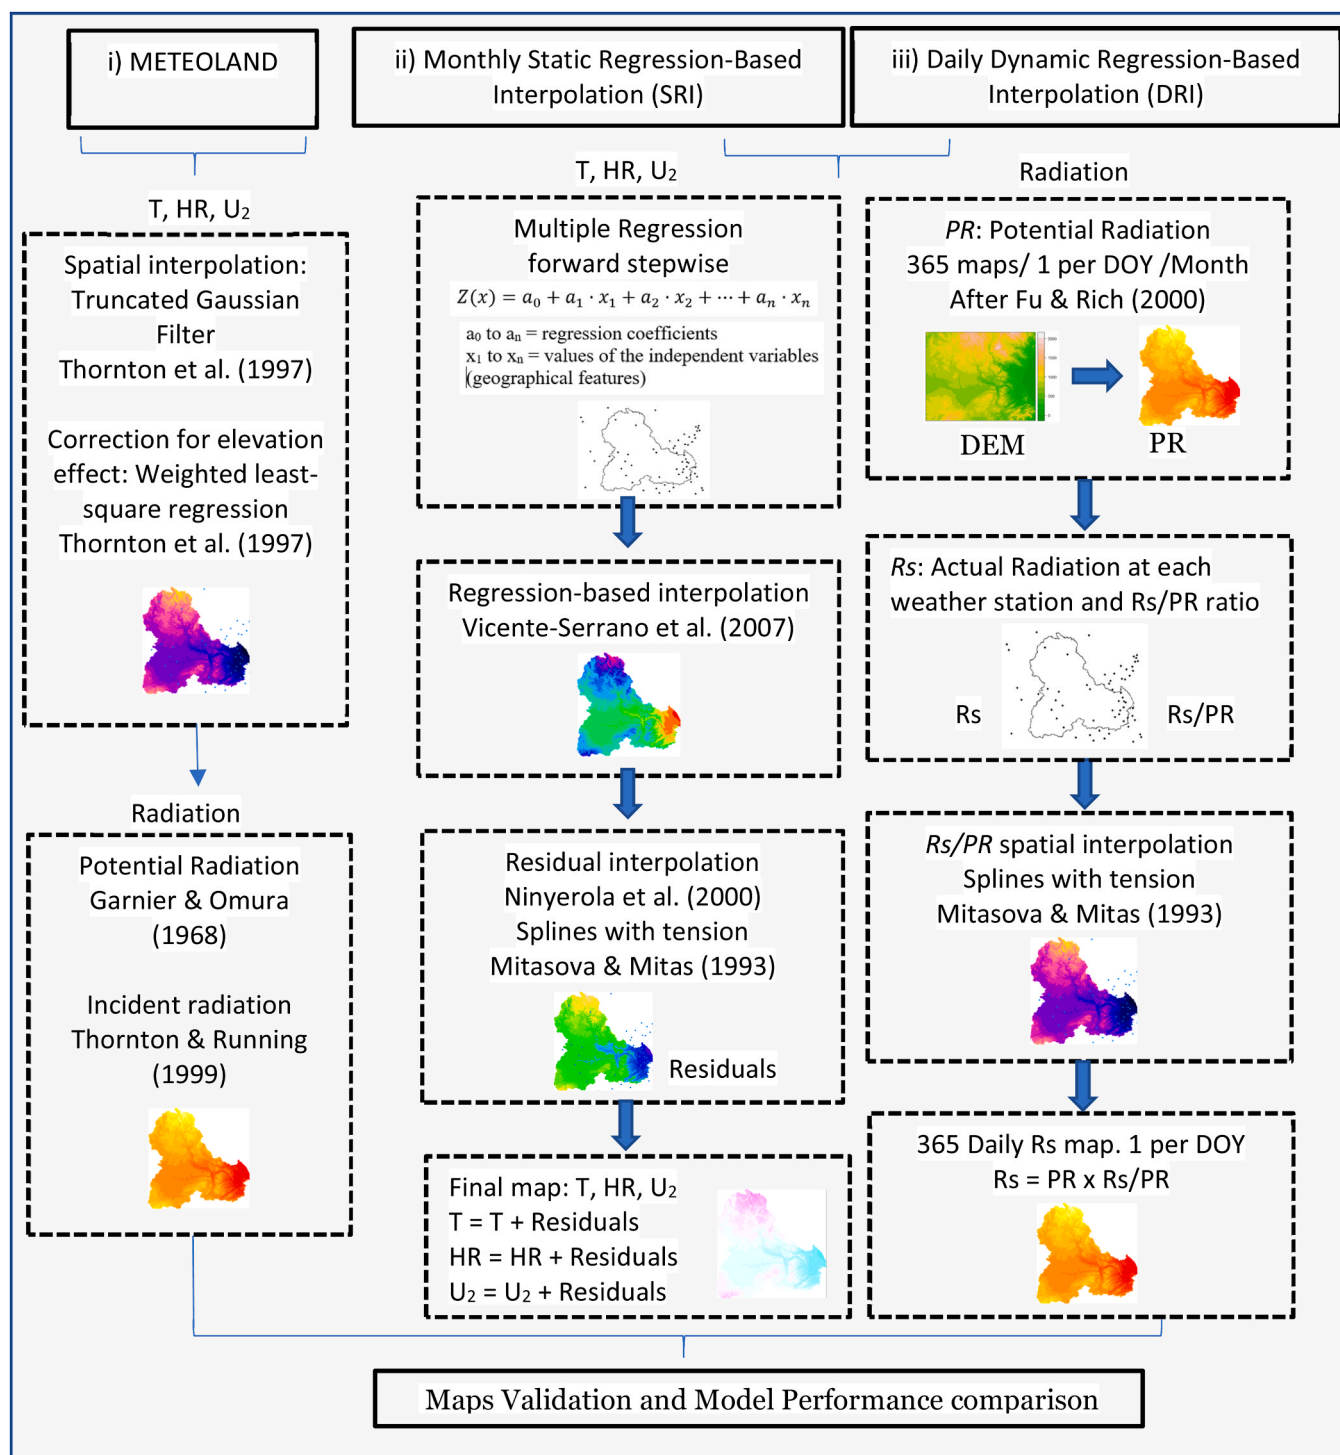 i) METEOLAND
ii) Monthly Static Regression-Based
Interpolation (SRI)
iii) Daily Dynamic Regression-Based
Interpolation (DRI)
T, HR, U₂
Spatial interpolation:
Truncated Gaussian
Filter
Thornton et al. (1997)
Correction for elevation
effect: Weighted least-
square regression
Thornton et al. (1997)
Radiation
Potential Radiation
Garnier & Omura
(1968)
Incident radiation
Thornton & Running
(1999)
T, HR, U₂
Multiple Regression
forward stepwise
Z(x) = a₀ + a₁ · x₁ + a₂ · x₂ + ⋯ + aₙ · xₙ
a₀ to aₙ = regression coefficients
x₁ to xₙ = values of the independent variables
(geographical features)
Regression-based interpolation
Vicente-Serrano et al. (2007)
Residual interpolation
Ninyerola et al. (2000)
Splines with tension
Mitasova & Mitas (1993)
Residuals
Final map: T, HR, U₂
T = T + Residuals
HR = HR + Residuals
U₂ = U₂ + Residuals
Radiation
PR: Potential Radiation
365 maps/ 1 per DOY /Month
After Fu & Rich (2000)
2000
1500
1000
500
0
DEM
PR
Rs: Actual Radiation at each
weather station and Rs/PR ratio
Rs
Rs/PR
Rs/PR spatial interpolation
Splines with tension
Mitasova & Mitas (1993)
365 Daily Rs map. 1 per DOY
Rs = PR x Rs/PR
Maps Validation and Model Performance comparison